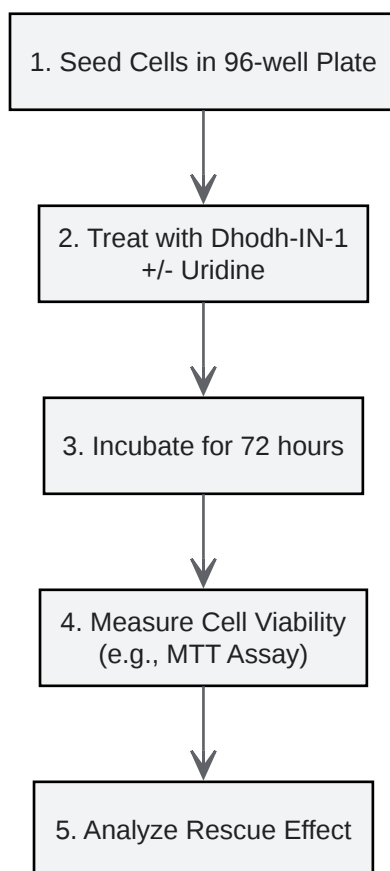 1. Seed Cells in 96-well Plate
2. Treat with Dhodh-IN-1
+/- Uridine
3. Incubate for 72 hours
4. Measure Cell Viability
(e.g., MTT Assay)
5. Analyze Rescue Effect